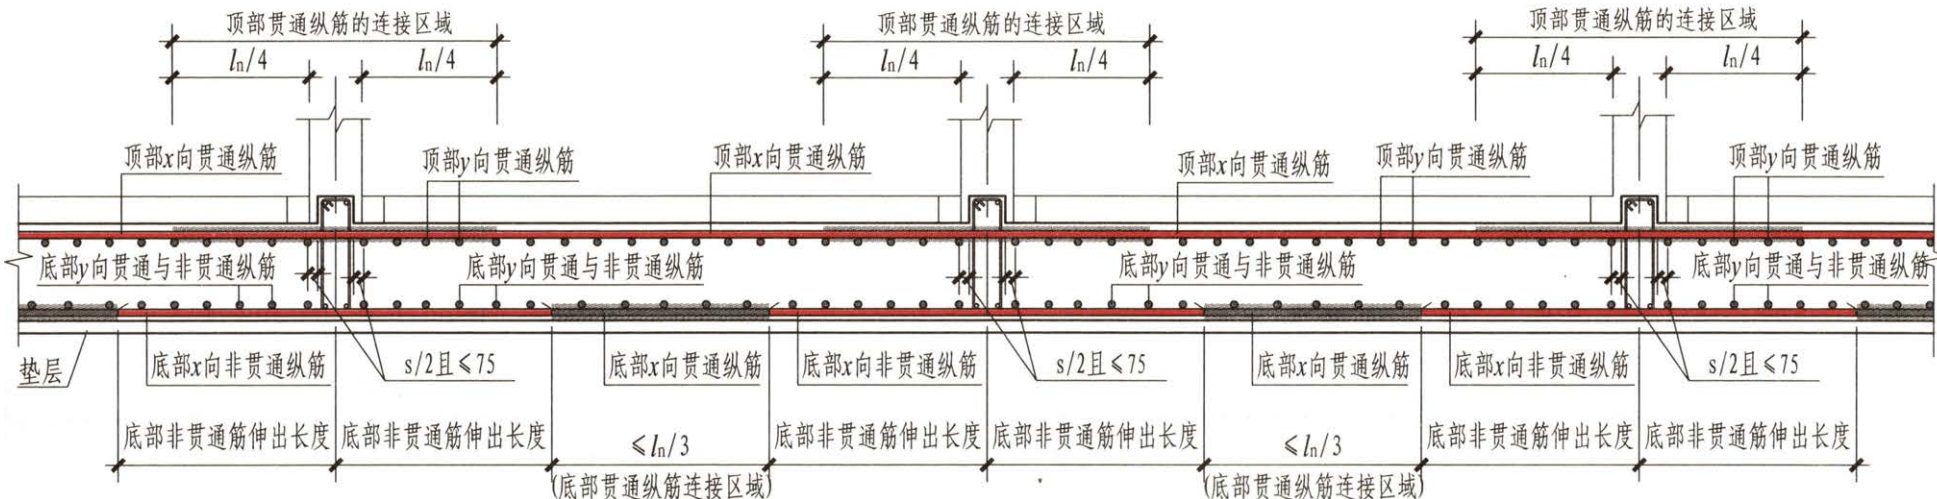 顶部贯通纵筋的连接区域
顶部贯通纵筋的连接区域
顶部贯通纵筋的连接区域
ln/4
ln/4
ln/4
ln/4
ln/4
ln/4
顶部x向贯通纵筋
顶部y向贯通纵筋
顶部x向贯通纵筋
顶部x向贯通纵筋
顶部y向贯通纵筋
顶部y向贯通纵筋
底部y向贯通与非贯通纵筋
底部y向贯通与非贯通纵筋
底部y向贯通与非贯通纵筋
底部y向贯通与非贯通纵筋
垫层
底部x向非贯通纵筋
s/2且≤75
底部x向贯通纵筋
底部x向非贯通纵筋
s/2且≤75
底部x向贯通纵筋
底部x向非贯通纵筋
s/2且≤75
底部非贯通筋伸出长度
底部非贯通筋伸出长度
≤ln/3
(底部贯通纵筋连接区域)
底部非贯通筋伸出长度
底部非贯通筋伸出长度
≤ln/3
(底部贯通纵筋连接区域)
底部非贯通筋伸出长度
底部非贯通筋伸出长度